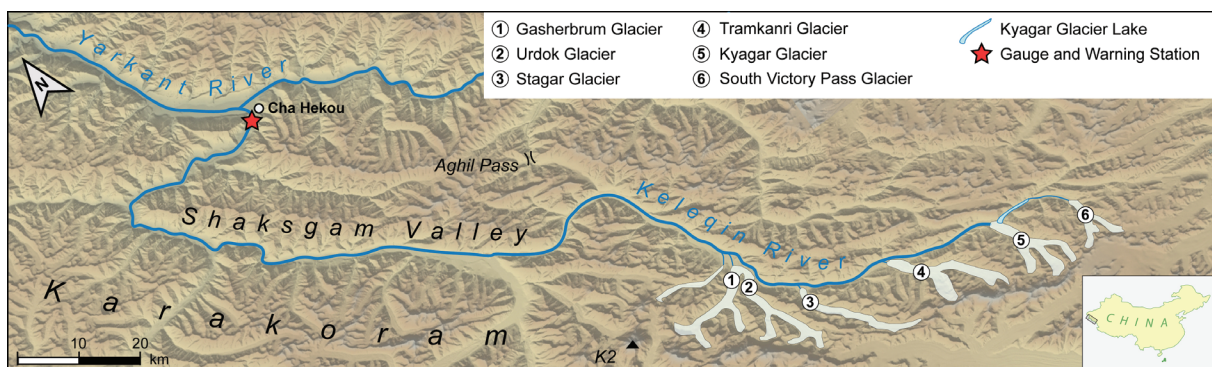 1 Gasherbrum Glacier
2 Urdok Glacier
3 Stagar Glacier
4 Tramkanri Glacier
5 Kyagar Glacier
6 South Victory Pass Glacier
Kyagar Glacier Lake
Gauge and Warning Station
N
Yarkant River
Cha Hekou
Aghil Pass
Shaksgam Valley
Keleqin River
6
5
4
1
2
3
Karakoram
K2
0 10 20
km
CHINA